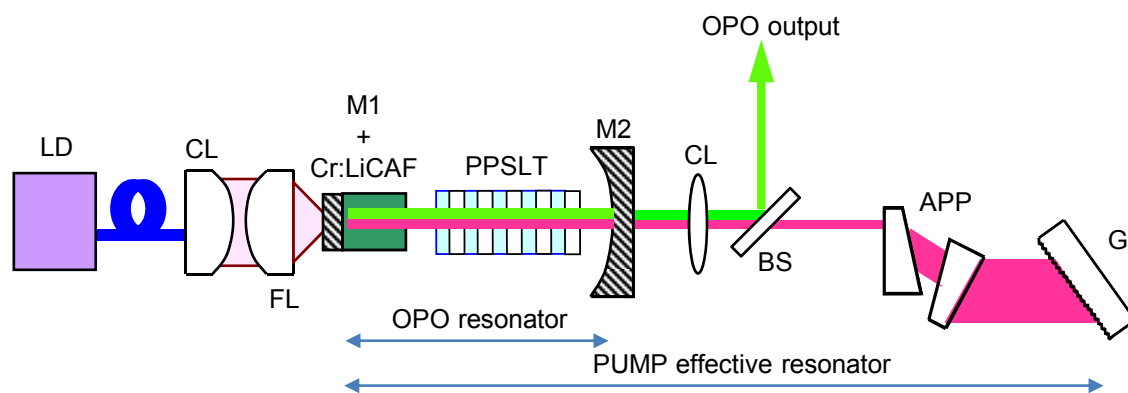 OPO output
M1
+
Cr:LiCAF
LD
CL
PPSLT
M2
CL
APP
G
BS
FL
OPO resonator
PUMP effective resonator